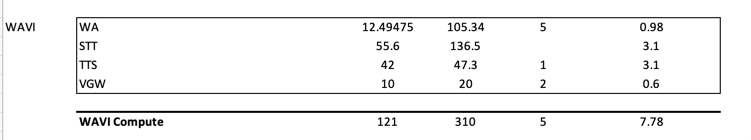 WAVI WA 12.49475 105.34 5 0.98
STT 55.6 136.5 3.1
TTS 42 47.3 1 3.1
VGW 10 20 2 0.6
WAVI Compute 121 310 5 7.78